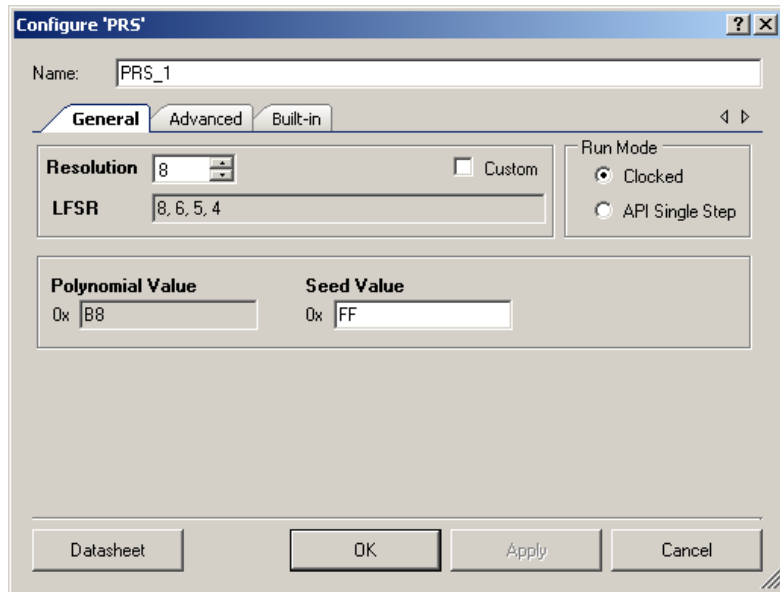 Configure 'PRS'
Name: PRS_1
General Advanced Built-in
Resolution 8 Custom
LFSR 8, 6, 5, 4
Run Mode
Clocked
API Single Step
Polynomial Value Seed Value
0x B8 0x FF
Datasheet OK Apply Cancel